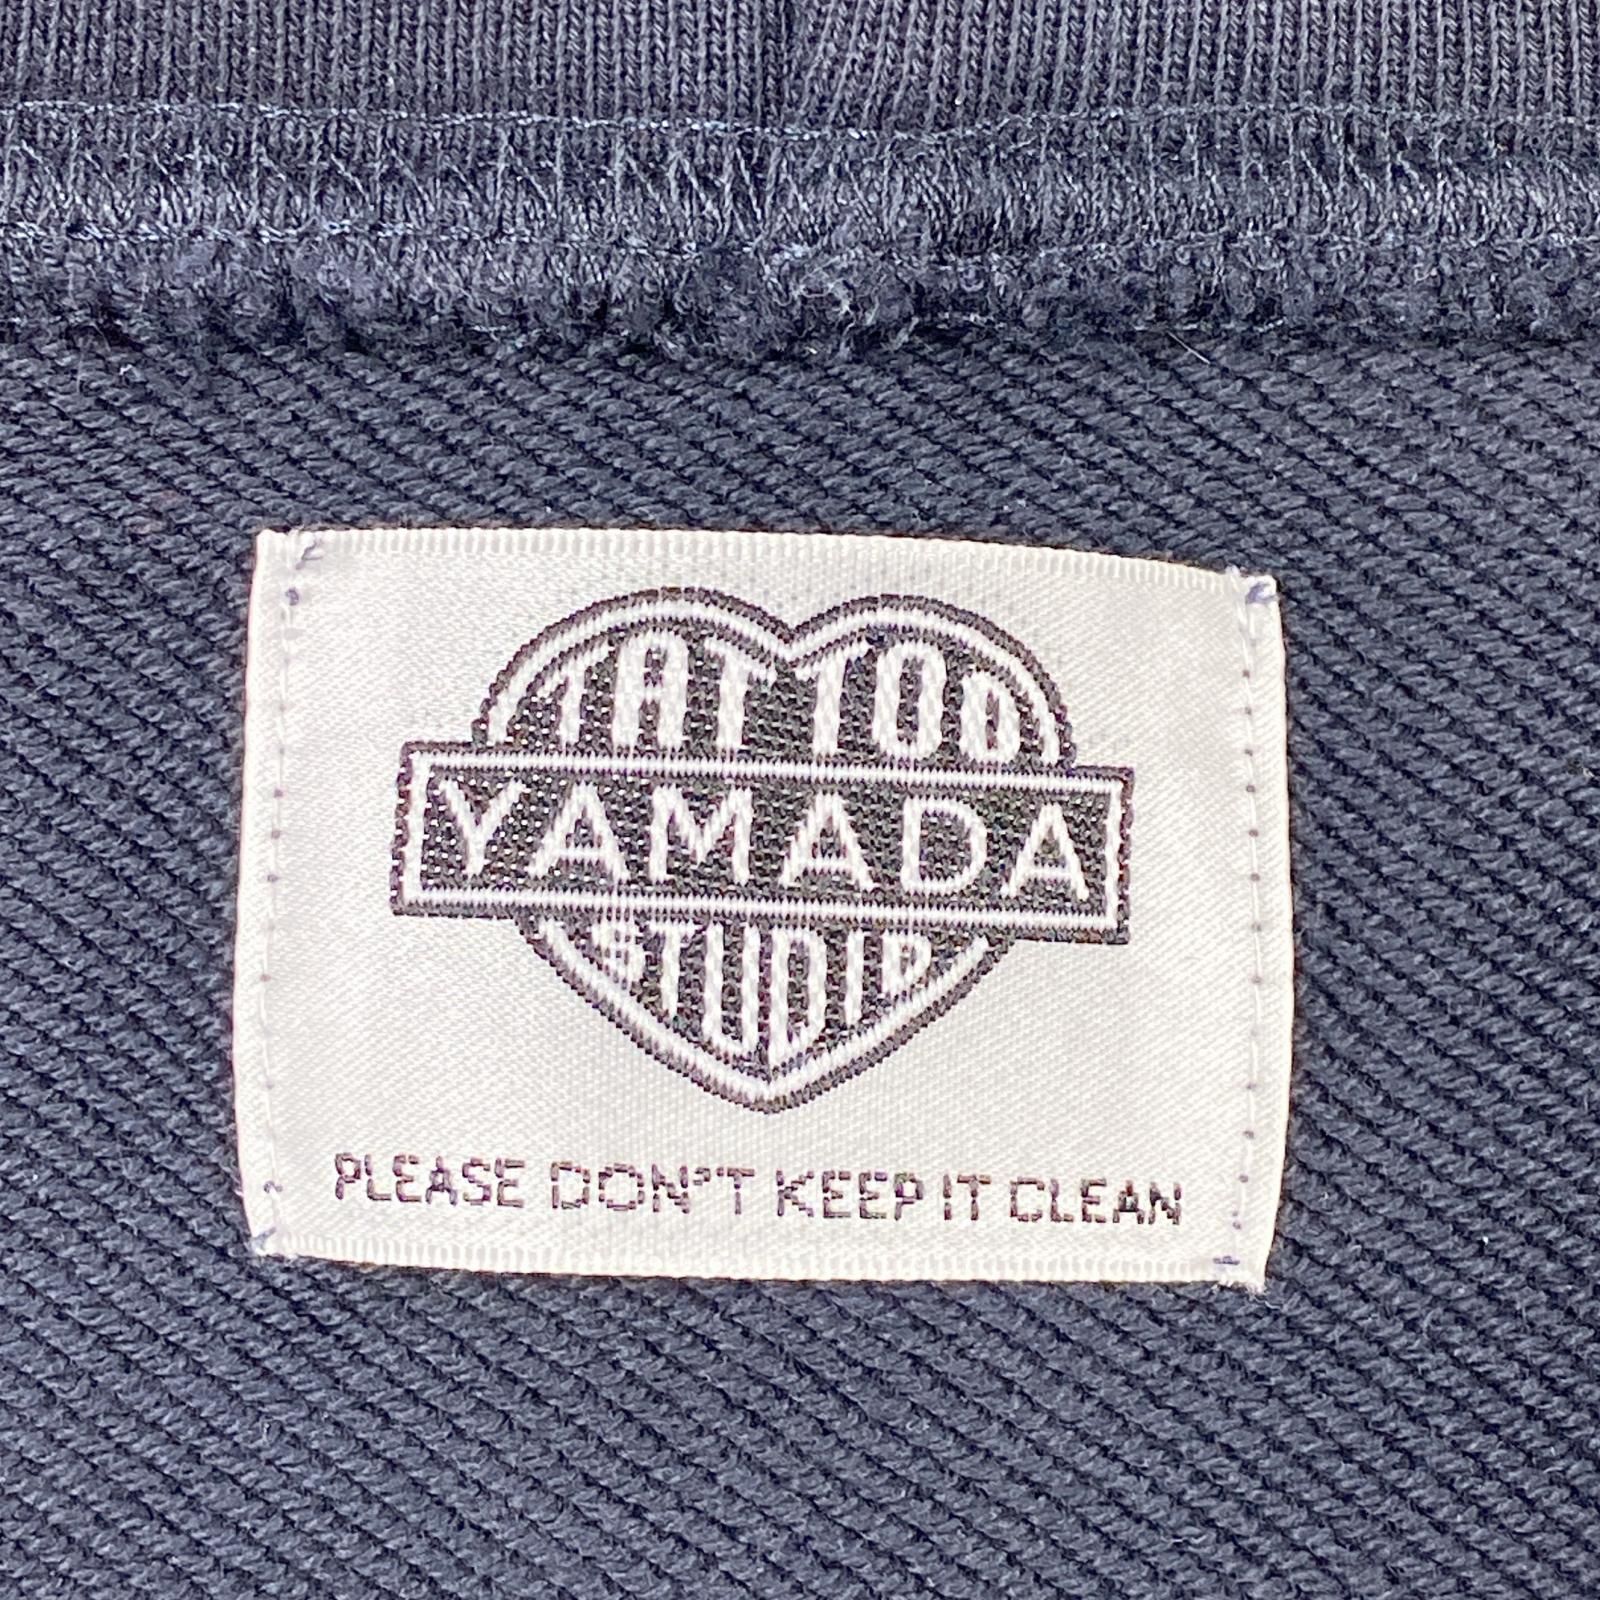 TATTOO
YAMADA
STUDIO
PLEASE DON'T KEEP IT CLEAN